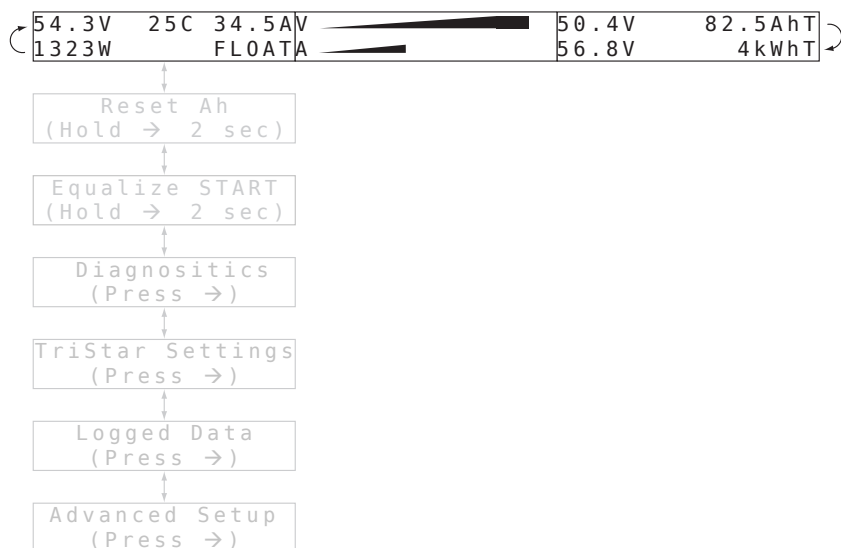 54.3V 25C 34.5A V 50.4V 82.5AhT
1323W FLOAT A 56.8V 4kWhT
Reset Ah
(Hold → 2 sec)
Equalize START
(Hold → 2 sec)
Diagnositics
(Press →)
TriStar Settings
(Press →)
Logged Data
(Press →)
Advanced Setup
(Press →)